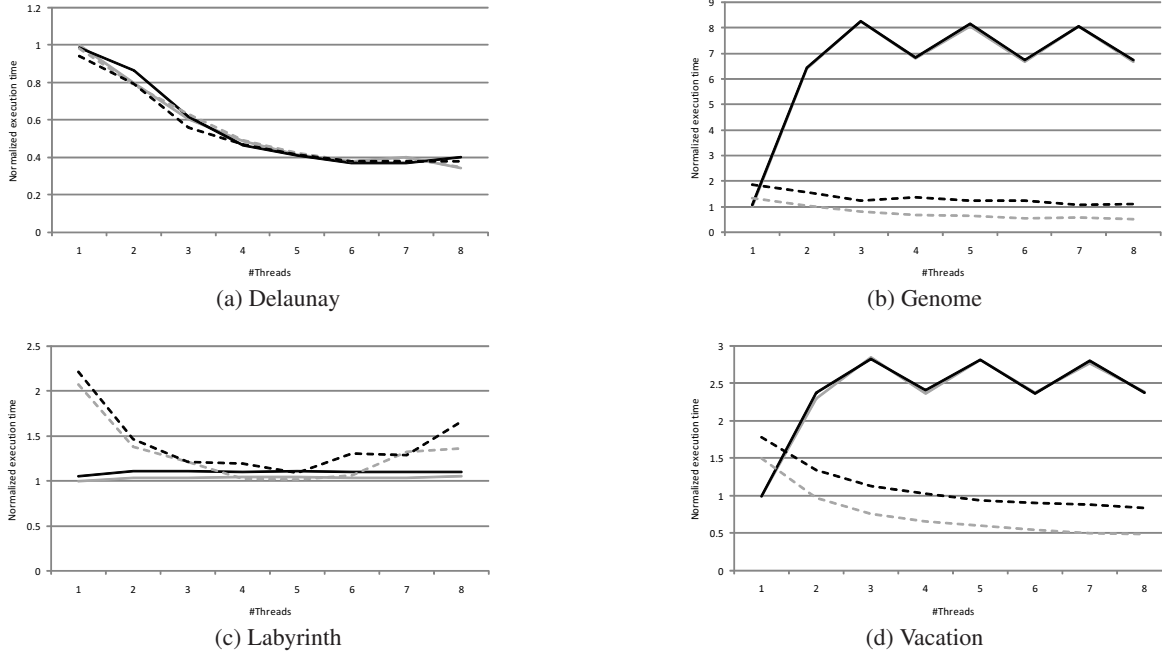 Normalized execution time
1.2
1
0.8
0.6
0.4
0.2
0
1 2 3 4 5 6 7 8
#Threads
(a) Delaunay
Normalized execution time
9
8
7
6
5
4
3
2
1
0
1 2 3 4 5 6 7 8
#Threads
(b) Genome
Normalized execution time
2.5
2
1.5
1
0.5
0
1 2 3 4 5 6 7 8
#Threads
(c) Labyrinth
Normalized execution time
3
2.5
2
1.5
1
0.5
0
1 2 3 4 5 6 7 8
#Threads
(d) Vacation